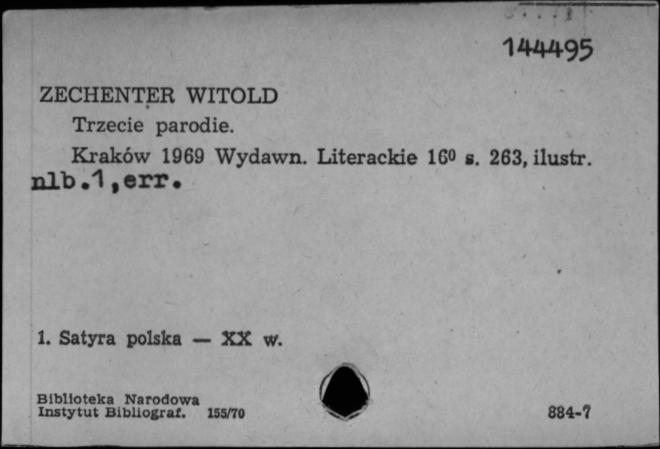 144495
ZECHENTER WITOLD
Trzecie parodie.
Kraków 1969 Wydawn. Literackie 16⁰ s. 263, ilustr.
nlb.1,err.
1. Satyra polska — XX w.
Biblioteka Narodowa
Instytut Bibliograf. 155/70
884-7